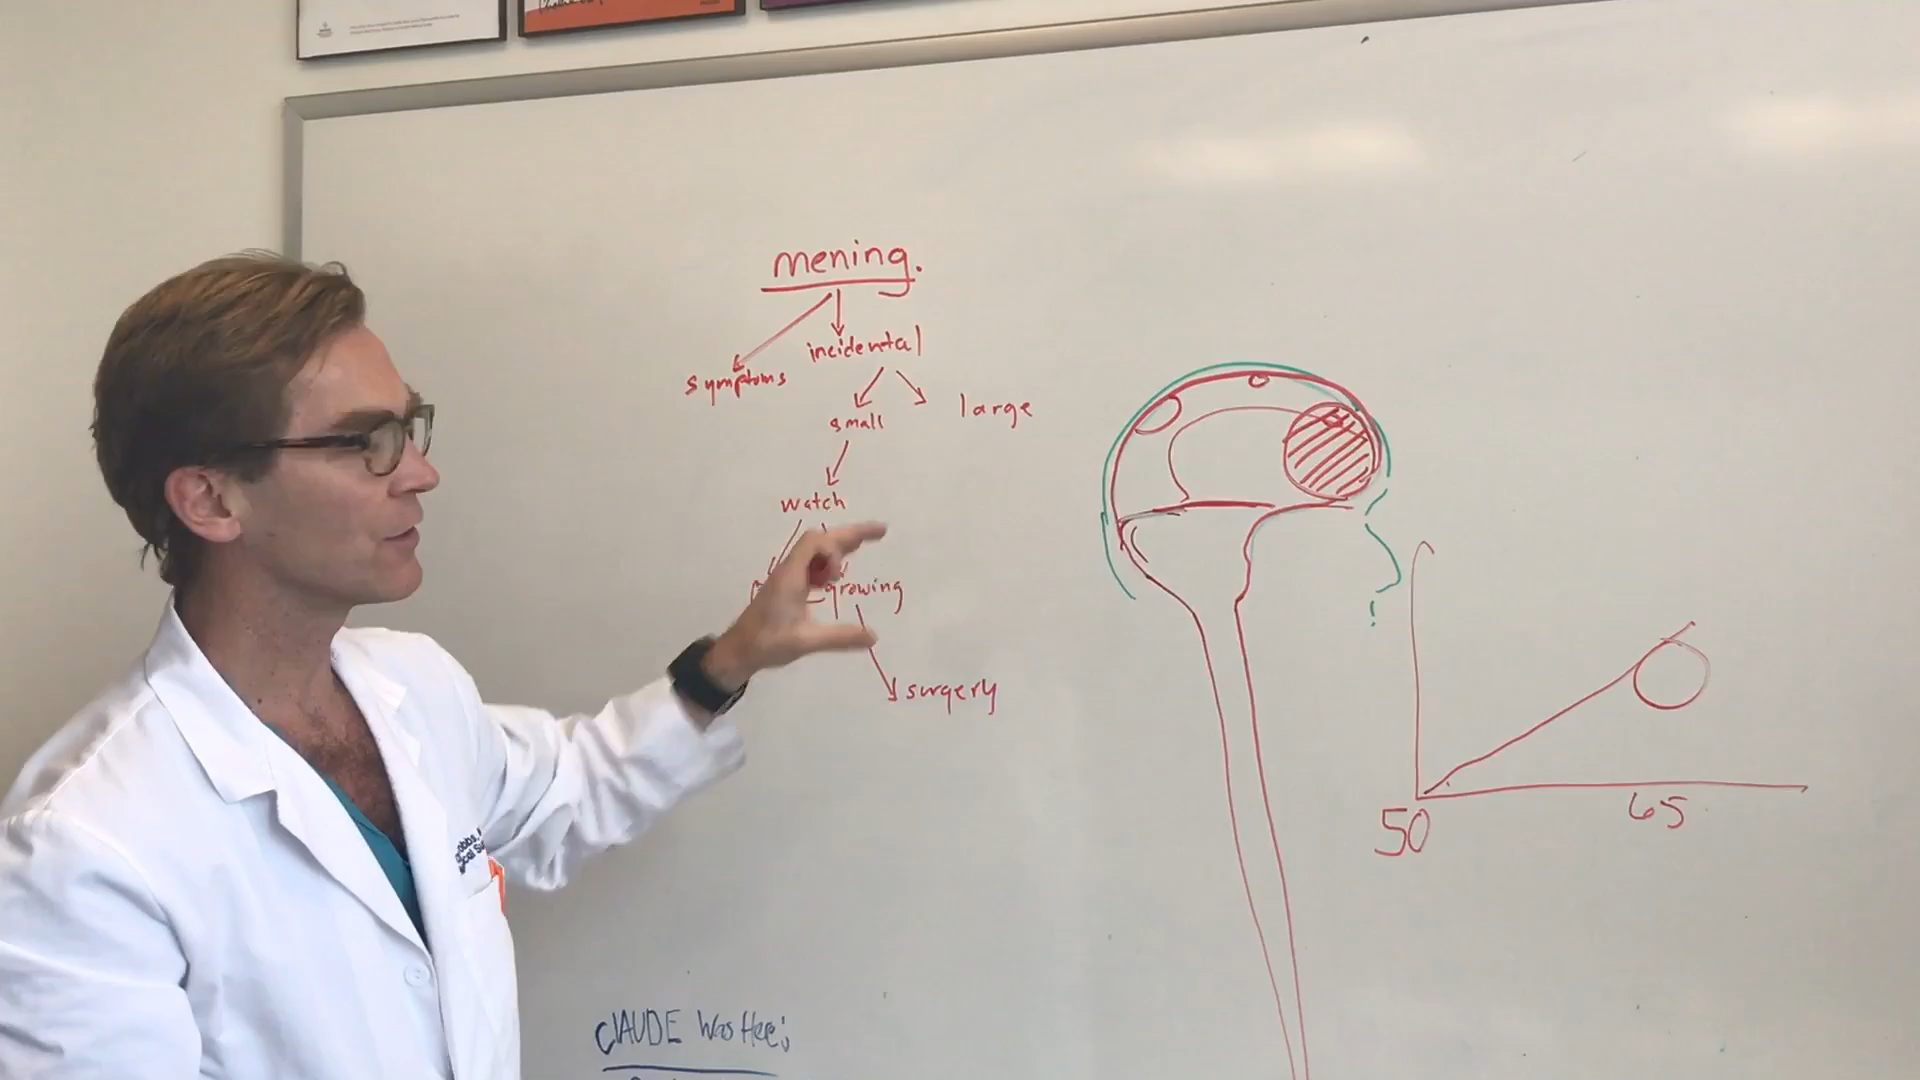 mening.
incidental
symptoms
small
large
watch
growing
surgery
50
65
CLAUDE Was Here